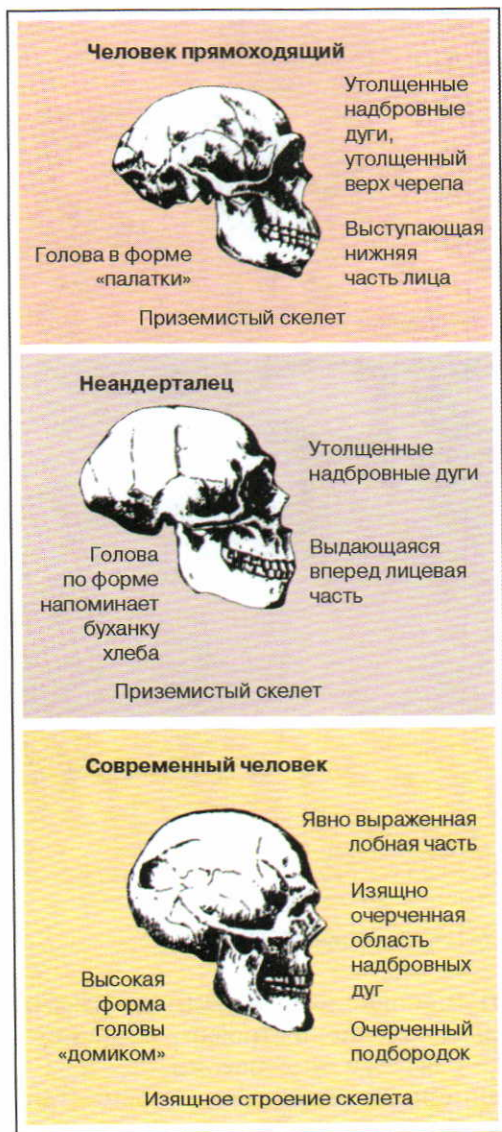 Человек прямоходящий
Утолщенные
надбровные
дуги,
утолщенный
верх черепа
Выступающая
нижняя
часть лица
Голова в форме
«палатки»
Приземистый скелет
Неандерталец
Утолщенные
надбровные дуги
Выдающаяся
вперед лицевая
часть
Голова
по форме
напоминает
буханку
хлеба
Приземистый скелет
Современный человек
Явно выраженная
лобная часть
Изящно
очерченная
область
надбровных
дуг
Очерченный
подбородок
Высокая
форма
головы
«домиком»
Изящное строение скелета